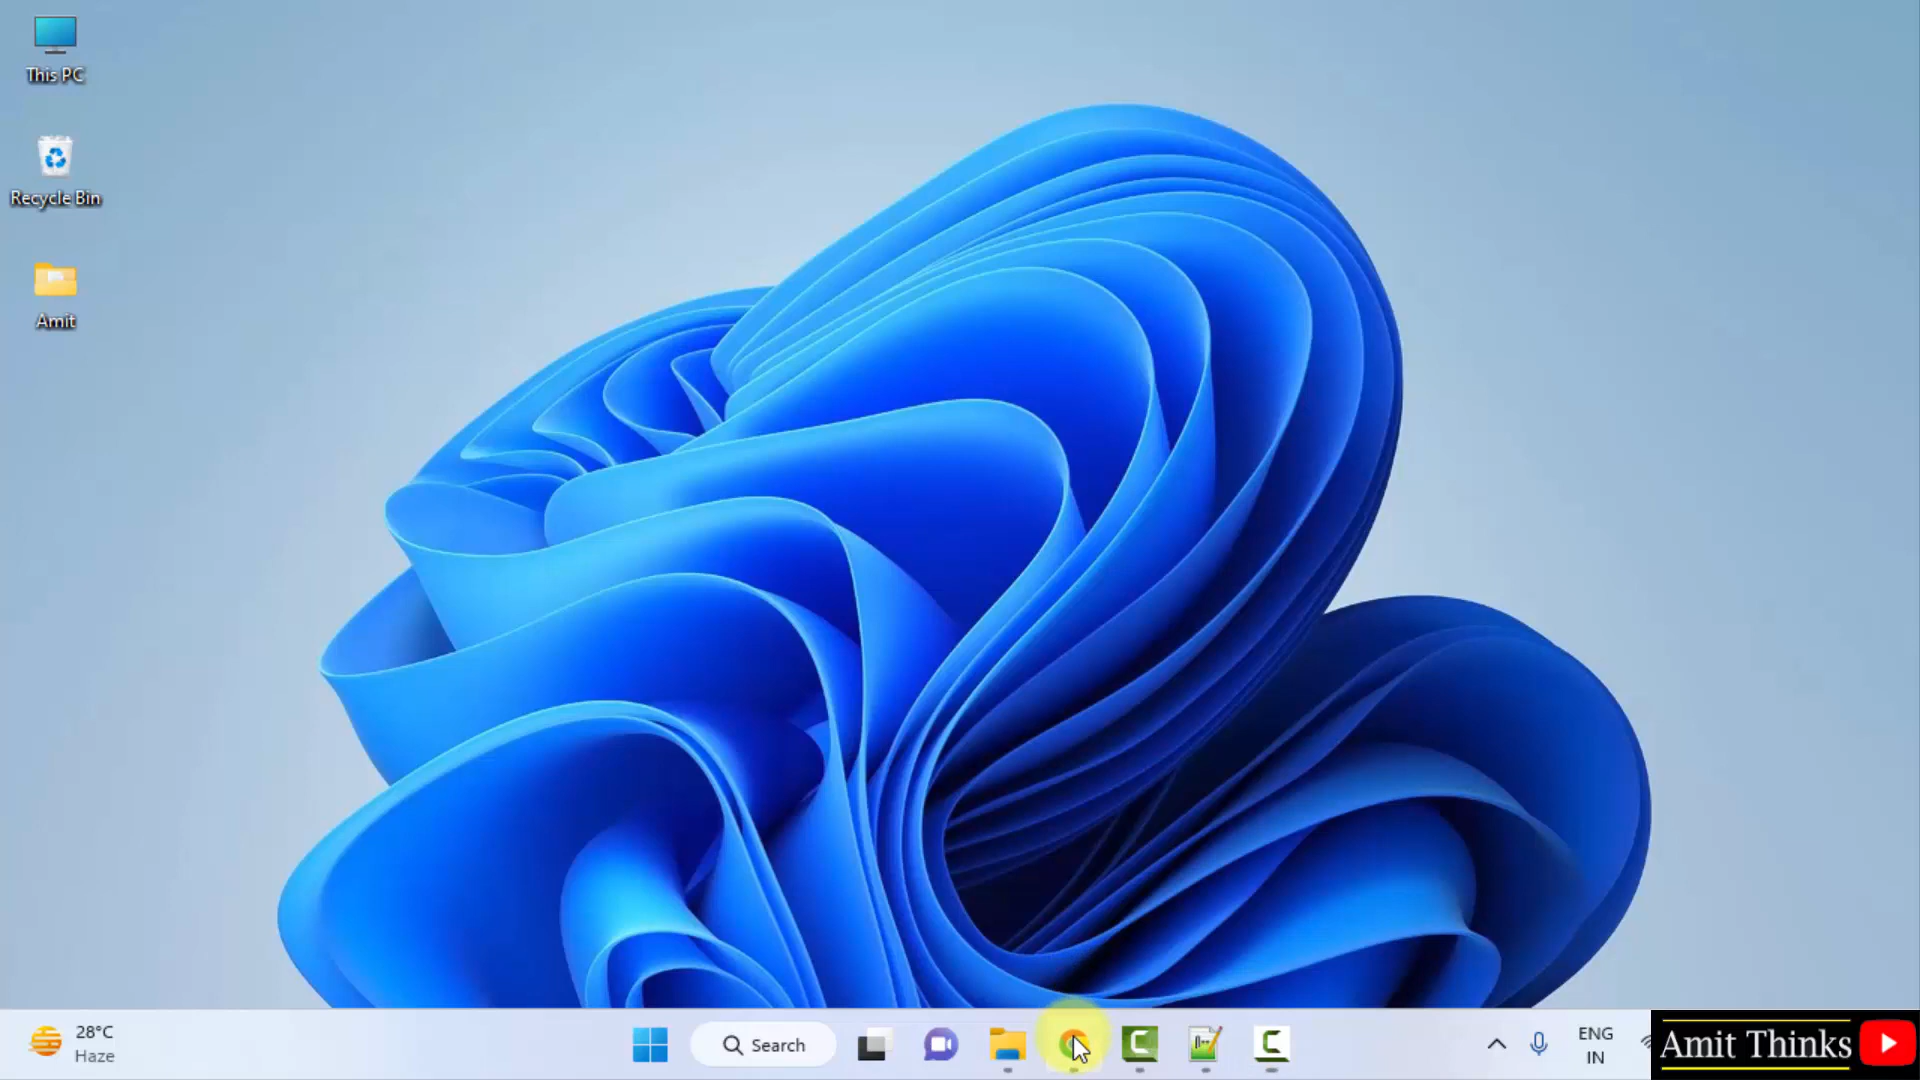 This PC
Recycle Bin
Amit
28°C
Haze
Search
ENG
IN
Amit Thinks